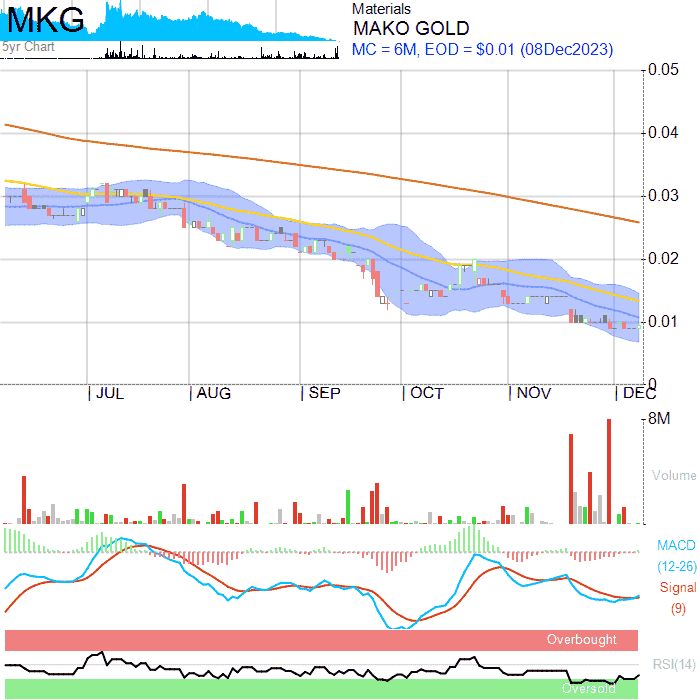 MKG
5yr Chart
Materials
MAKO GOLD
MC = 6M, EOD = $0.01 (08Dec2023)
0.05
0.04
0.03
0.02
0.01
0
JUL AUG SEP OCT NOV DEC
8M
Volume
MACD
(12-26)
Signal
(9)
Overbought
RSI(14)
Oversold